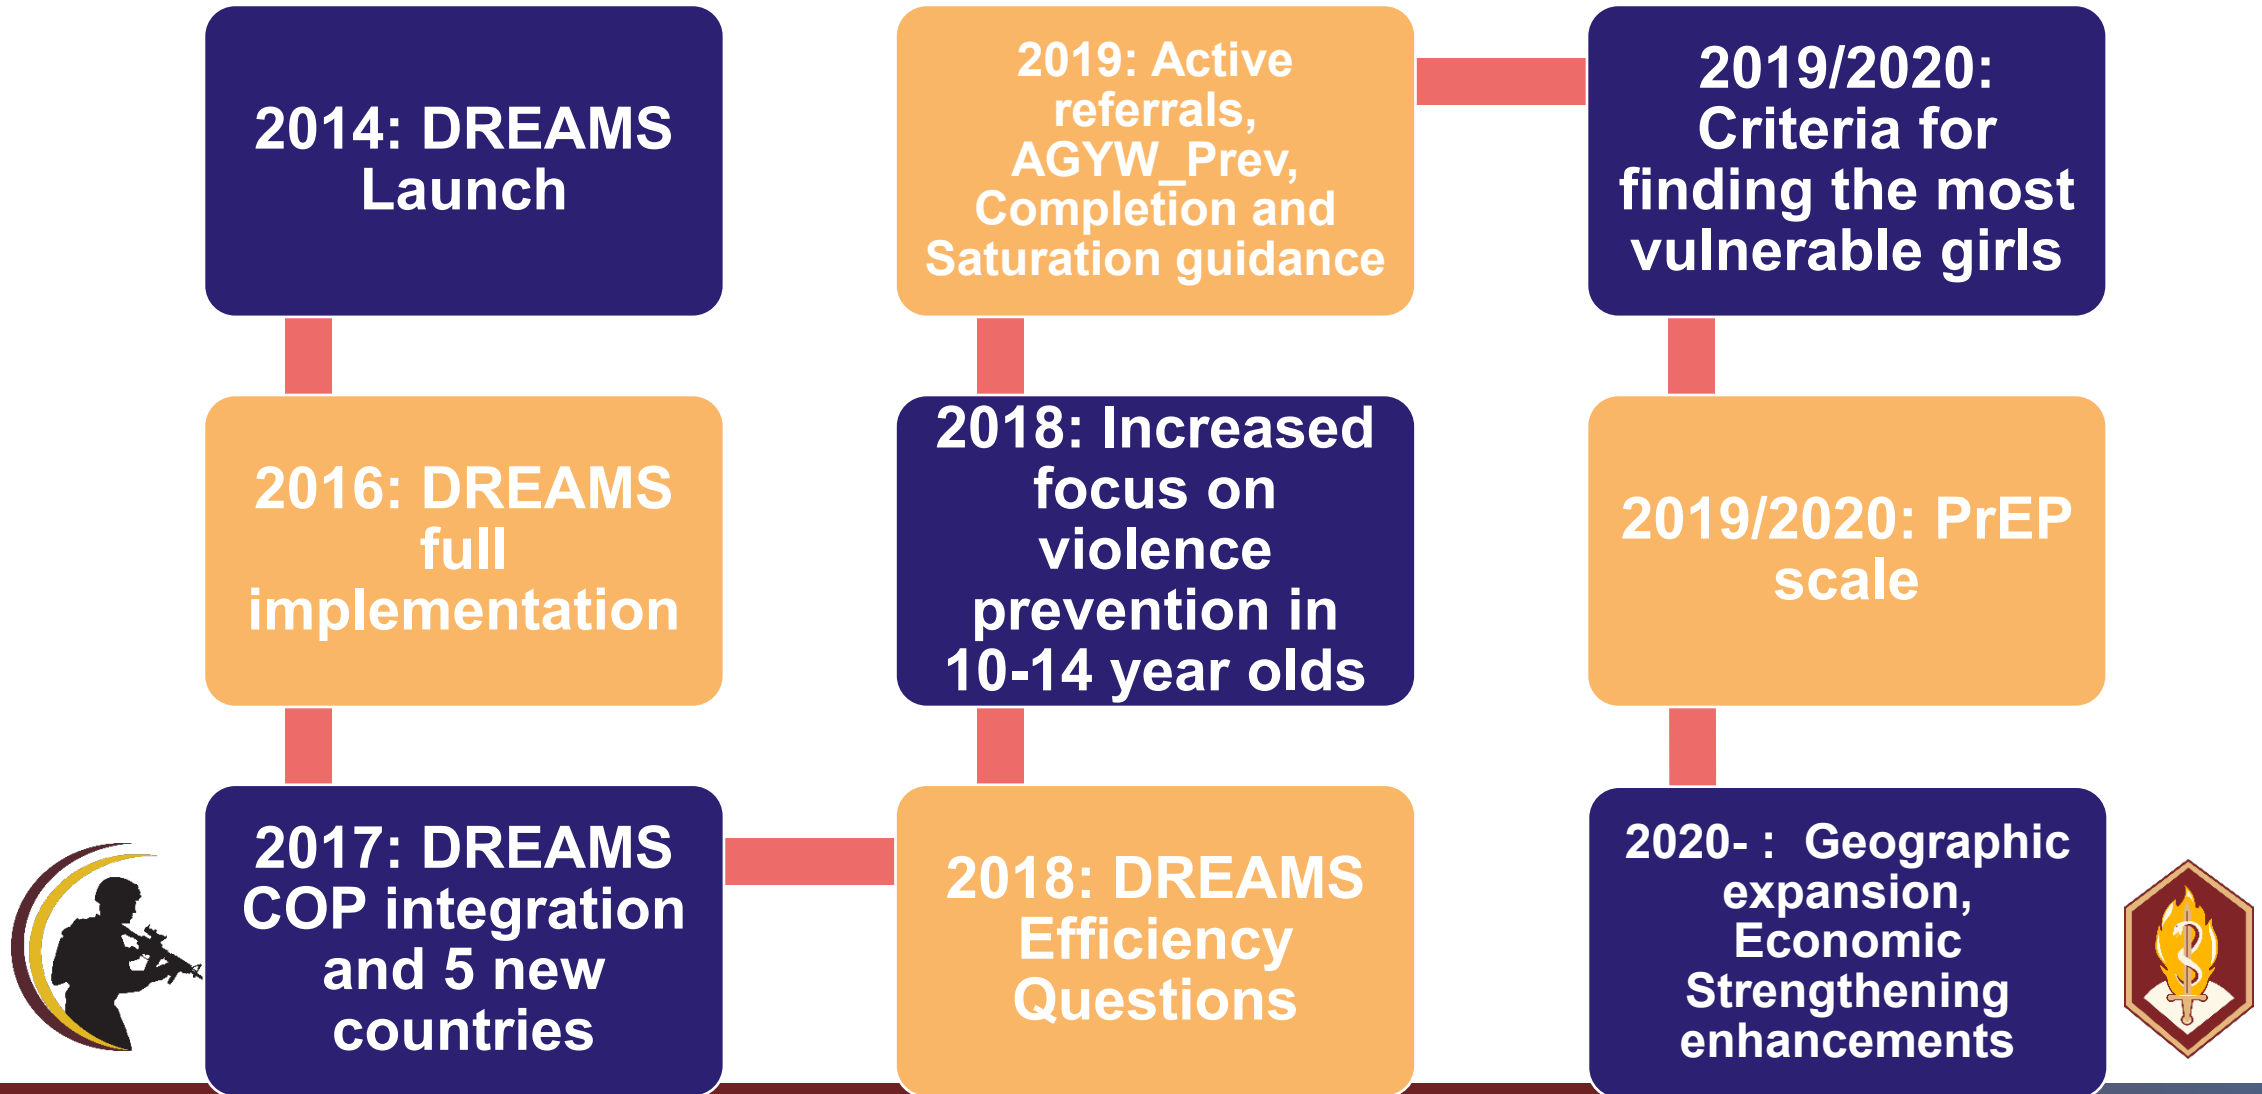 2014: DREAMS
Launch
2016: DREAMS
full
implementation
2017: DREAMS
COP integration
and 5 new
countries
2018: DREAMS
Efficiency
Questions
2018: Increased
focus on
violence
prevention in
10-14 year olds
2019: Active
referrals,
AGYW_Prev,
Completion and
Saturation guidance
2019/2020:
Criteria for
finding the most
vulnerable girls
2019/2020: PrEP
scale
2020- : Geographic
expansion,
Economic
Strengthening
enhancements